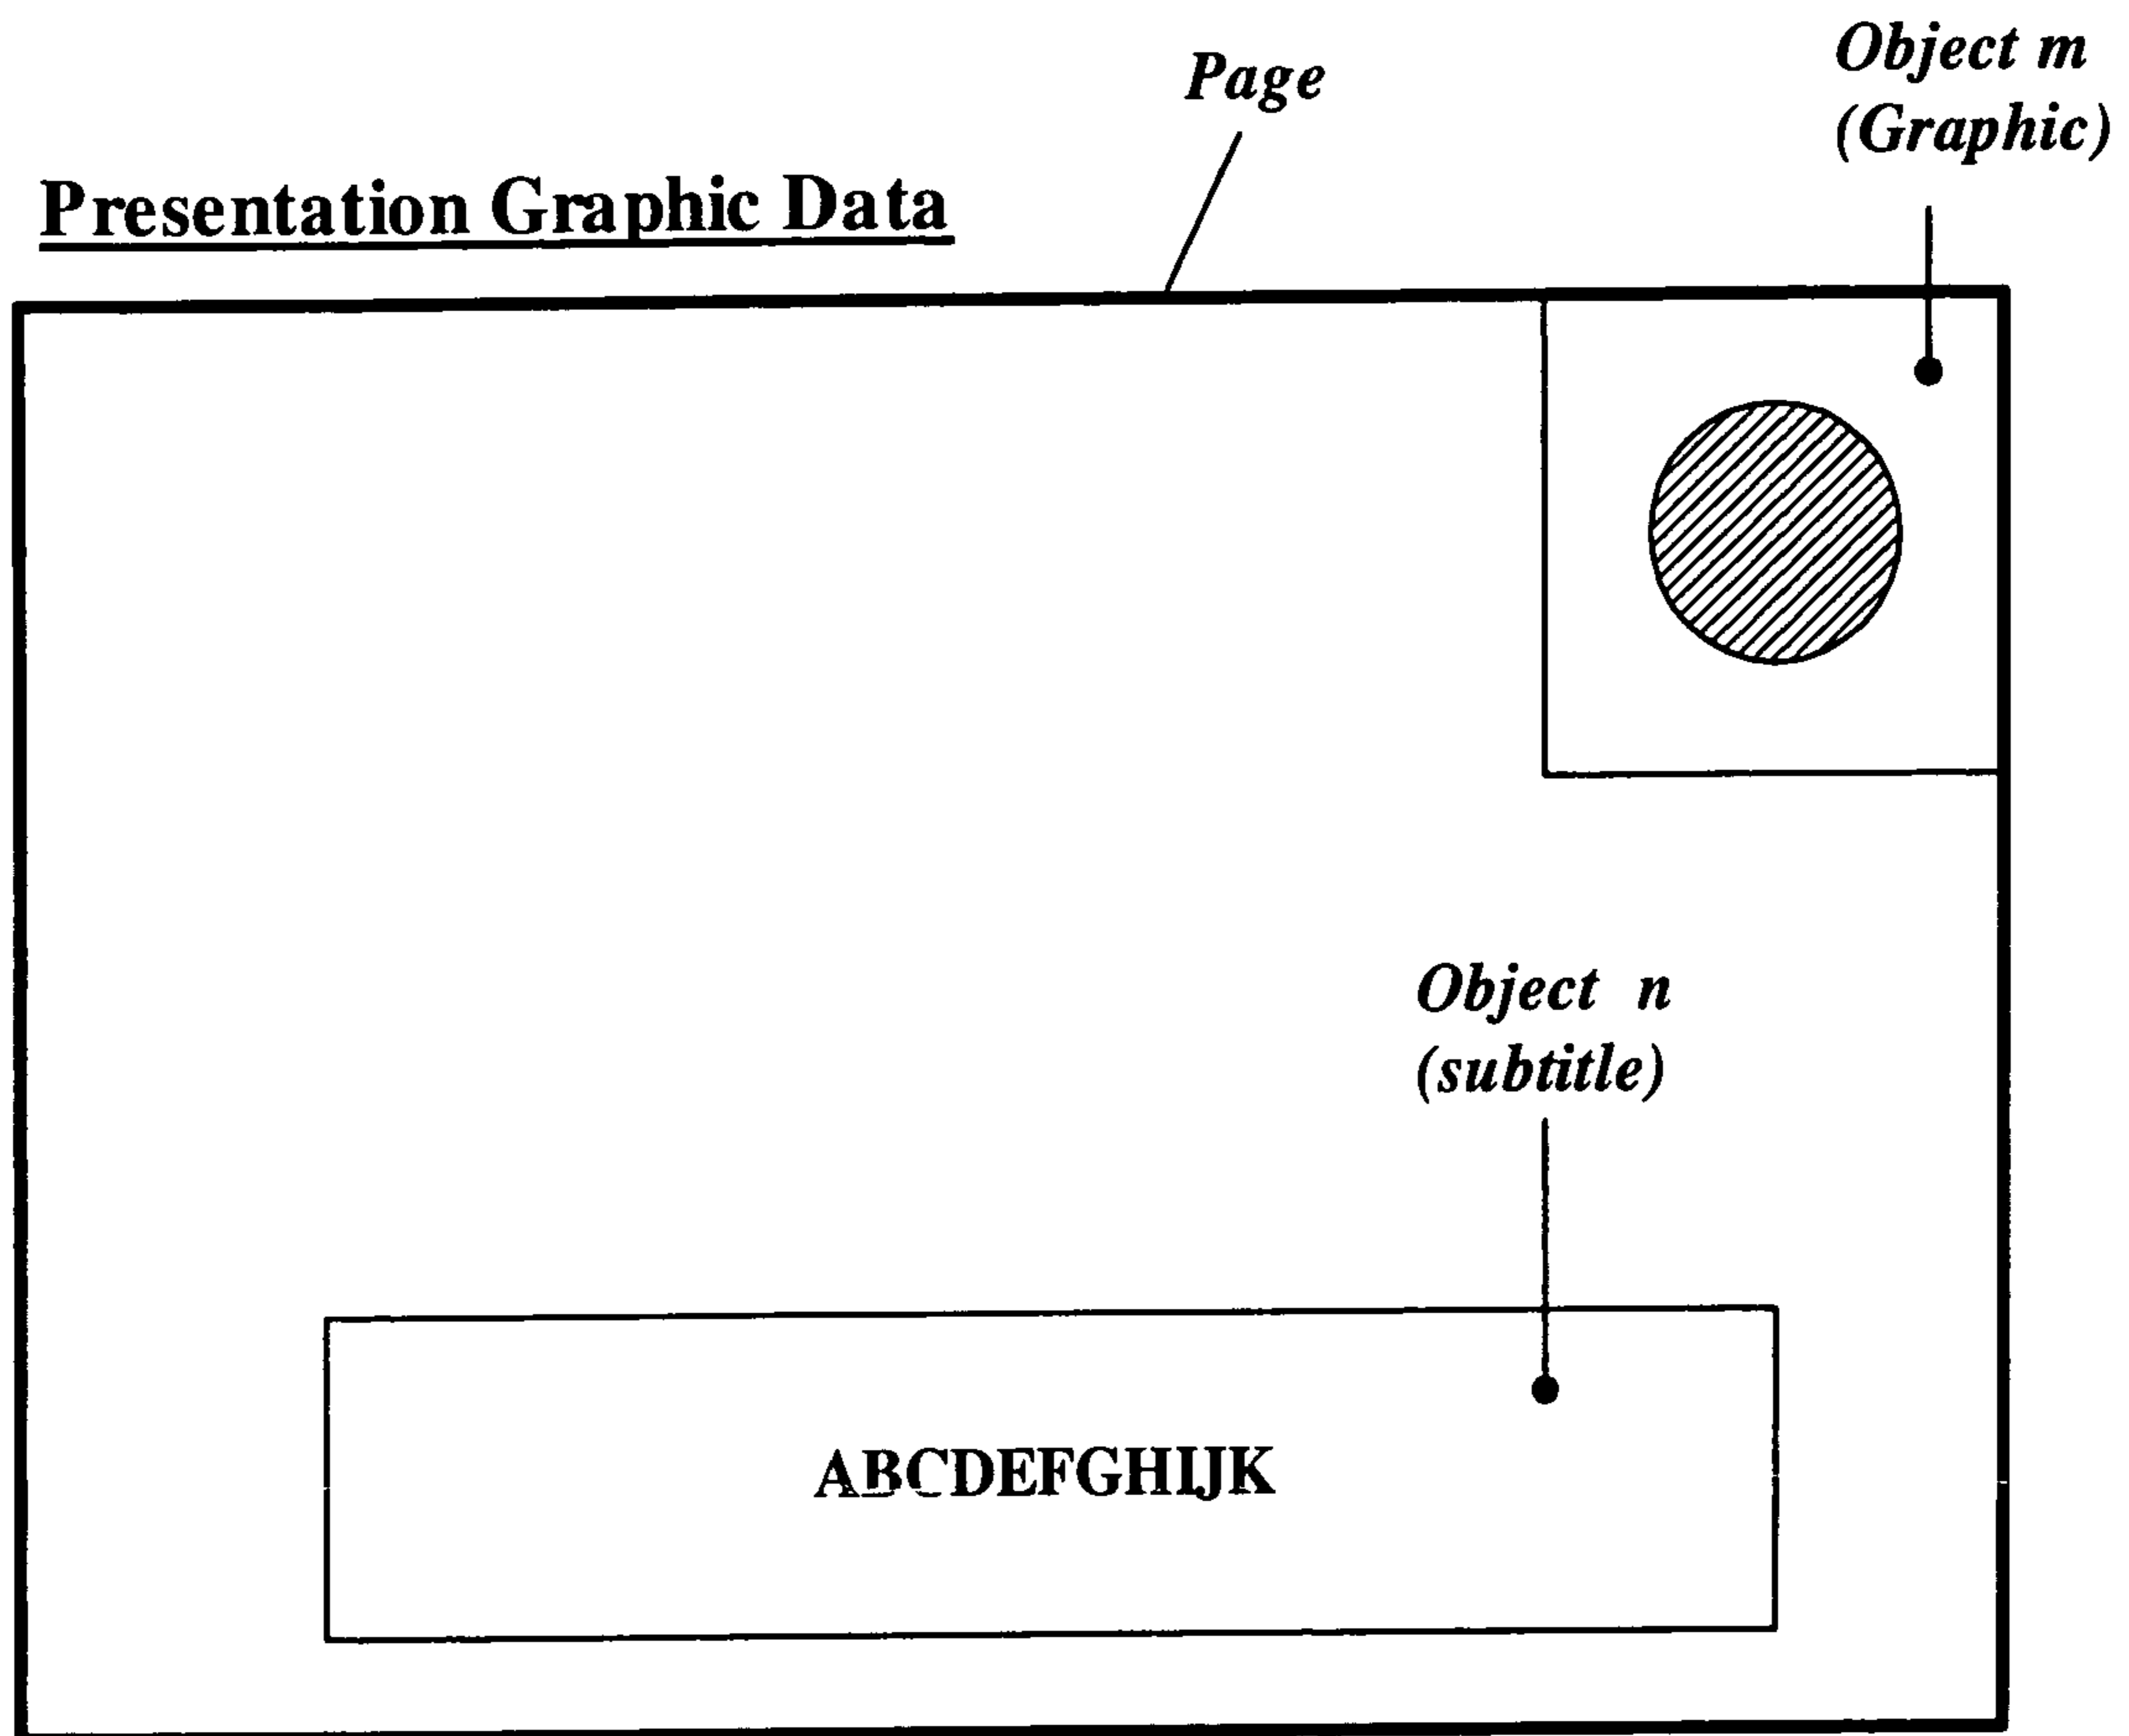 Page
Object m
(Graphic)
Presentation Graphic Data
Object n
(subtitle)
ABCDEFGHIJK